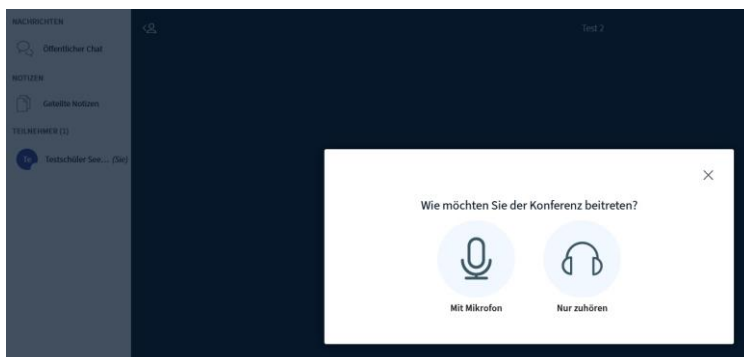 NACHRICHTEN
Öffentlicher Chat
NOTIZEN
Geteilte Notizen
TEILNEHMER (1)
Te
Testschüler See... (Sie)
Test 2
Wie möchten Sie der Konferenz beitreten?
Mit Mikrofon
Nur zuhören